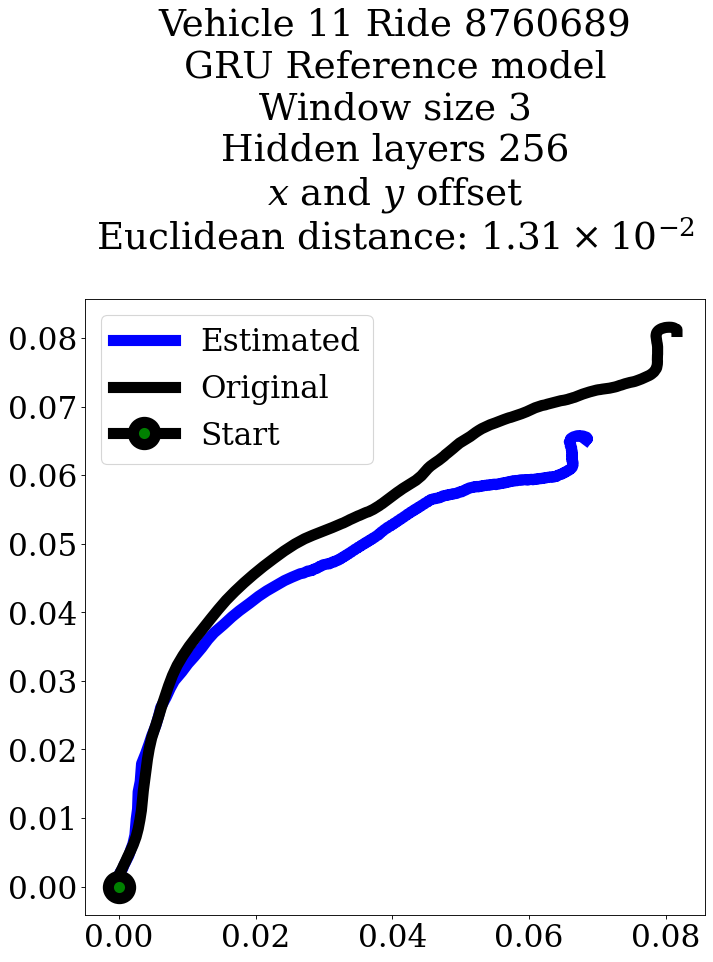 Vehicle 11 Ride 8760689
GRU Reference model
Window size 3
Hidden layers 256
x and y offset
Euclidean distance: 1.31 × 10⁻²
Estimated
Original
Start
0.08
0.07
0.06
0.05
0.04
0.03
0.02
0.01
0.00
0.00 0.02 0.04 0.06 0.08